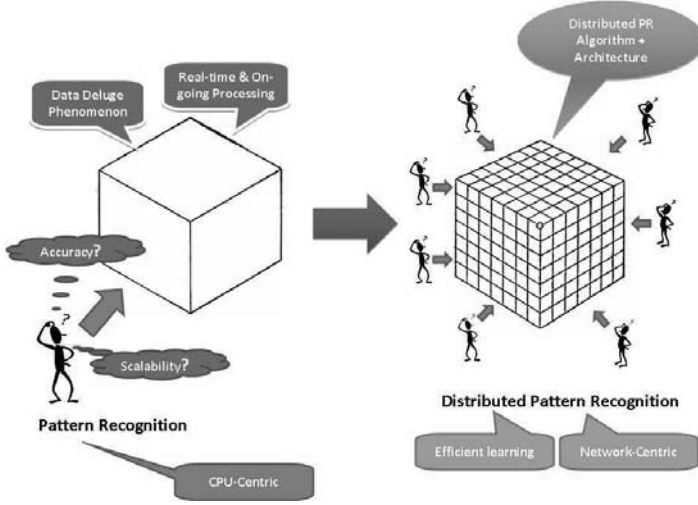 Data Deluge
Phenomenon
Real-time & On-
going Processing
Accuracy?
?
Scalability?
Pattern Recognition
CPU-Centric
Distributed PR
Algorithm +
Architecture
?
?
?
?
?
?
?
?
Distributed Pattern Recognition
Efficient learning
Network-Centric